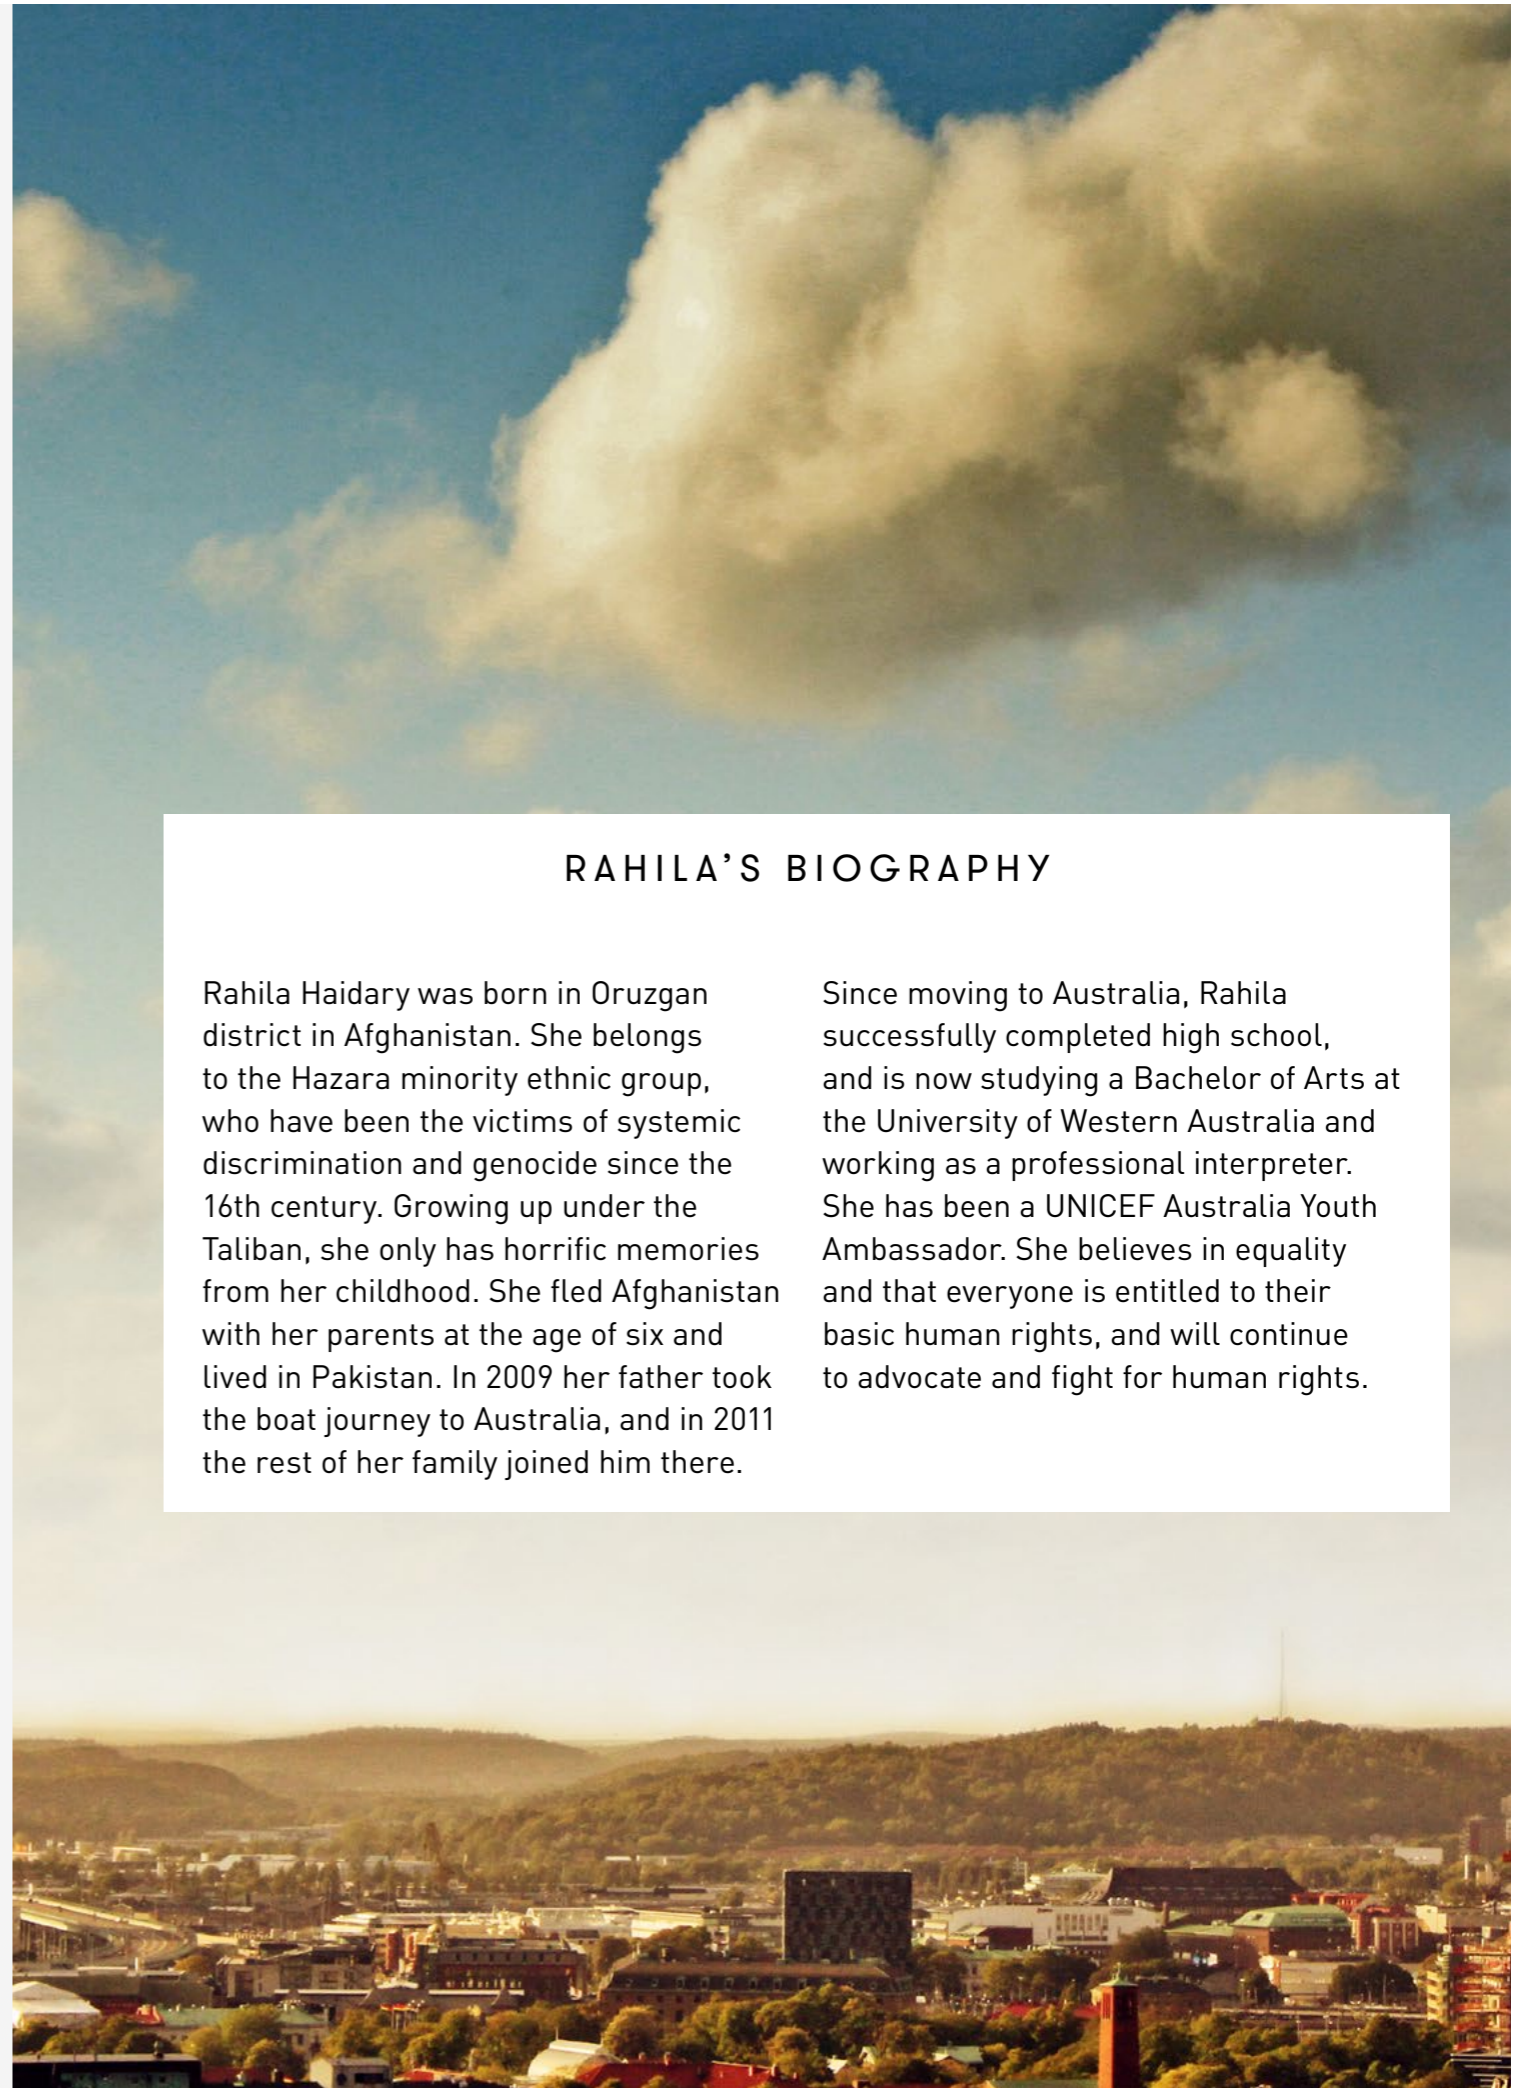 RAHILA'S BIOGRAPHY
Rahila Haidary was born in Oruzgan
district in Afghanistan. She belongs
to the Hazara minority ethnic group,
who have been the victims of systemic
discrimination and genocide since the
16th century. Growing up under the
Taliban, she only has horrific memories
from her childhood. She fled Afghanistan
with her parents at the age of six and
lived in Pakistan. In 2009 her father took
the boat journey to Australia, and in 2011
the rest of her family joined him there.
Since moving to Australia, Rahila
successfully completed high school,
and is now studying a Bachelor of Arts at
the University of Western Australia and
working as a professional interpreter.
She has been a UNICEF Australia Youth
Ambassador. She believes in equality
and that everyone is entitled to their
basic human rights, and will continue
to advocate and fight for human rights.